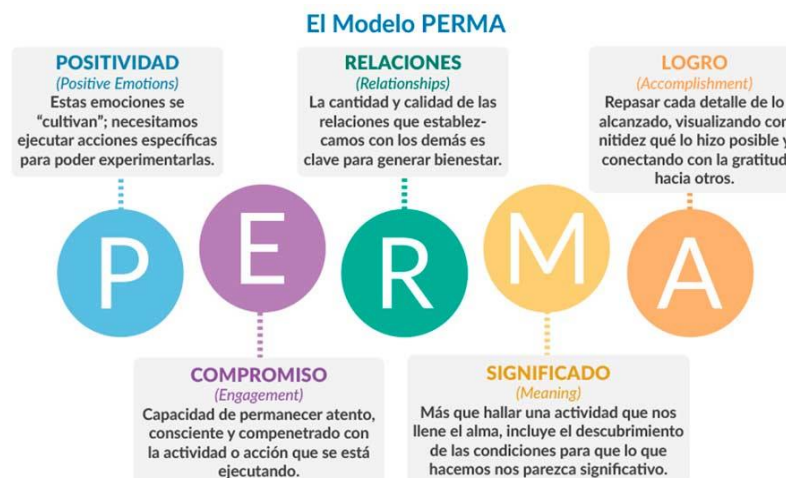 El Modelo PERMA
POSITIVIDAD
(Positive Emotions)
Estas emociones se
“cultivan”; necesitamos
ejecutar acciones específicas
para poder experimentarlas.
RELACIONES
(Relationships)
La cantidad y calidad de las
relaciones que establez-
camos con los demás es
clave para generar bienestar.
LOGRO
(Accomplishment)
Repasar cada detalle de lo
alcanzado, visualizando con
nitidez qué lo hizo posible y
conectando con la gratitud
hacia otros.
P E R M A
COMPROMISO
(Engagement)
Capacidad de permanecer atento,
consciente y compenetrado con
la actividad o acción que se está
ejecutando.
SIGNIFICADO
(Meaning)
Más que hallar una actividad que nos
llene el alma, incluye el descubrimiento
de las condiciones para que lo que
hacemos nos parezca significativo.